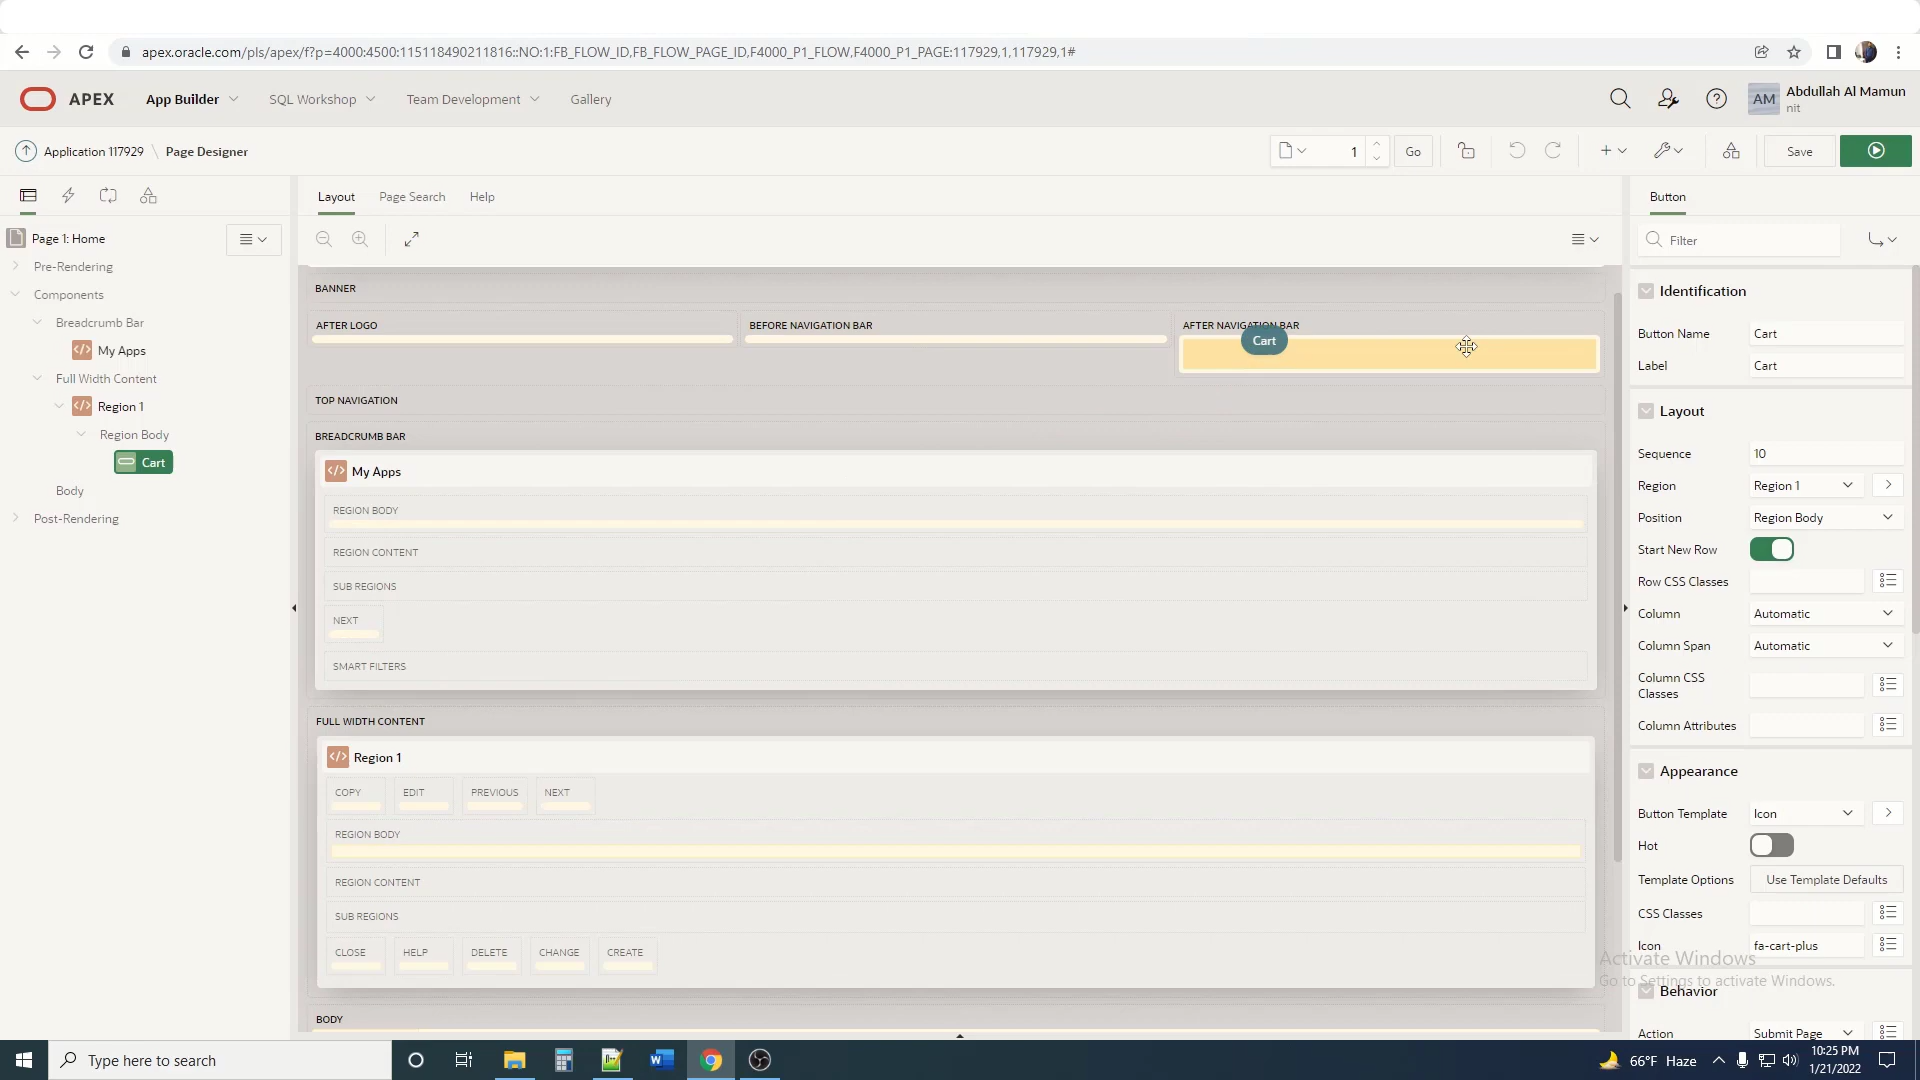 apex.oracle.com/pls/apex/f?p=4000:4500:115118490211816::NO:1:FB_FLOW_ID,FB_FLOW_PAGE_ID,F4000_P1_FLOW,F4000_P1_PAGE:117929,1,117929,1#
APEX App Builder SQL Workshop Team Development Gallery AM Abdullah Al Mamun
nit
Application 117929 \ Page Designer 1 Go Save
Layout Page Search Help Button
Page 1: Home
Filter
Pre-Rendering
Components
Breadcrumb Bar
My Apps
Full Width Content
Region 1
Region Body
Cart
Body
Post-Rendering
BANNER
AFTER LOGO BEFORE NAVIGATION BAR AFTER NAVIGATION BAR
Cart
TOP NAVIGATION
BREADCRUMB BAR
My Apps
REGION BODY
REGION CONTENT
SUB REGIONS
NEXT
SMART FILTERS
FULL WIDTH CONTENT
Region 1
COPY EDIT PREVIOUS NEXT
REGION BODY
REGION CONTENT
SUB REGIONS
CLOSE HELP DELETE CHANGE CREATE
BODY
Identification
Button Name Cart
Label Cart
Layout
Sequence 10
Region Region 1
Position Region Body
Start New Row
Row CSS Classes
Column Automatic
Column Span Automatic
Column CSS
Classes
Column Attributes
Appearance
Button Template Icon
Hot
Template Options Use Template Defaults
CSS Classes
Icon fa-cart-plus
Activate Windows
Go to Settings to activate Windows.
Behavior
Action Submit Page
Type here to search
66°F Haze
10:25 PM
1/21/2022